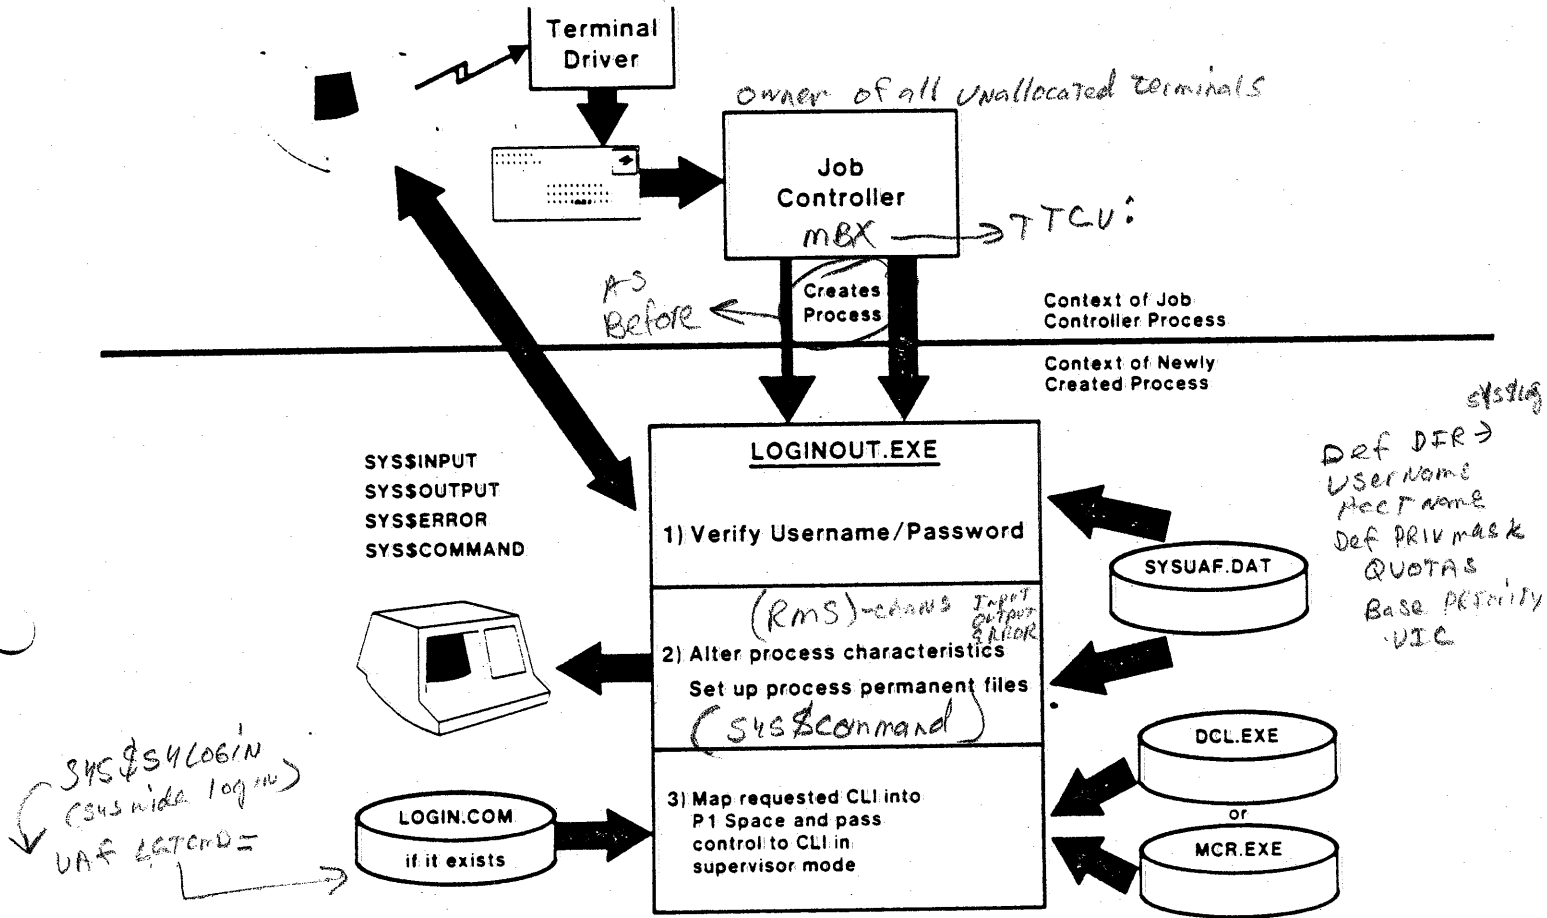 Terminal
Driver
owner of all unallocated terminals
Job
Controller
MBX
TTCU:
AS
Before
Creates
Process
Context of Job
Controller Process
Context of Newly
Created Process
SYS$INPUT
SYS$OUTPUT
SYS$ERROR
SYS$COMMAND
LOGINOUT.EXE
1) Verify Username/Password
(RMS)-chans
INPUT
OUTPUT
ERROR
2) Alter process characteristics
Set up process permanent files
(SYS$Command)
3) Map requested CLI into
P1 Space and pass
control to CLI in
supervisor mode
SYSUAF.DAT
Def DIR →
UserName
Acct Name
Def PRIV mask
QUOTAS
Base Priority
UIC
DCL.EXE
or
MCR.EXE
SYS$SYLOGIN
(sys wide login)
UAF LGICMD=
LOGIN.COM
if it exists